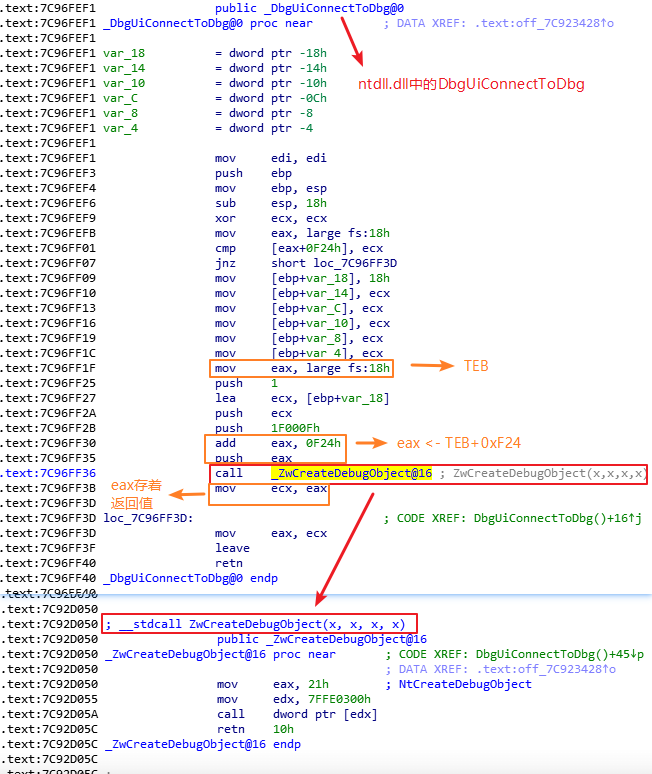 .text:7C96FEF1 public _DbgUiConnectToDbg@0
.text:7C96FEF1 _DbgUiConnectToDbg@0 proc near ; DATA XREF: .text:off_7C923428↑o
.text:7C96FEF1
.text:7C96FEF1 var_18 = dword ptr -18h
.text:7C96FEF1 var_14 = dword ptr -14h
.text:7C96FEF1 var_10 = dword ptr -10h
ntdll.dll中的DbgUiConnectToDbg
.text:7C96FEF1 var_C = dword ptr -0Ch
.text:7C96FEF1 var_8 = dword ptr -8
.text:7C96FEF1 var_4 = dword ptr -4
.text:7C96FEF1
.text:7C96FEF1 mov edi, edi
.text:7C96FEF3 push ebp
.text:7C96FEF4 mov ebp, esp
.text:7C96FEF6 sub esp, 18h
.text:7C96FEF9 xor ecx, ecx
.text:7C96FEFB mov eax, large fs:18h
.text:7C96FF01 cmp [eax+0F24h], ecx
.text:7C96FF07 jnz short loc_7C96FF3D
.text:7C96FF09 mov [ebp+var_18], 18h
.text:7C96FF10 mov [ebp+var_14], ecx
.text:7C96FF13 mov [ebp+var_C], ecx
.text:7C96FF16 mov [ebp+var_10], ecx
.text:7C96FF19 mov [ebp+var_8], ecx
.text:7C96FF1C mov [ebp+var_4], ecx
.text:7C96FF1F mov eax, large fs:18h TEB
.text:7C96FF25 push 1
.text:7C96FF27 lea ecx, [ebp+var_18]
.text:7C96FF2A push ecx
.text:7C96FF2B push 1F000Fh
.text:7C96FF30 add eax, 0F24h eax <- TEB+0xF24
.text:7C96FF35 push eax
.text:7C96FF36 call _ZwCreateDebugObject@16 ; ZwCreateDebugObject(x,x,x,x)
.text:7C96FF3B eax存着 mov ecx, eax
.text:7C96FF3D 返回值
.text:7C96FF3D loc_7C96FF3D: ; CODE XREF: DbgUiConnectToDbg()+16↑j
.text:7C96FF3D mov eax, ecx
.text:7C96FF3F leave
.text:7C96FF40 retn
.text:7C96FF40 _DbgUiConnectToDbg@0 endp
.text:7C96FF40
.text:7C92D050
.text:7C92D050 ; __stdcall ZwCreateDebugObject(x, x, x, x)
.text:7C92D050 public _ZwCreateDebugObject@16
.text:7C92D050 _ZwCreateDebugObject@16 proc near ; CODE XREF: DbgUiConnectToDbg()+45↓p
.text:7C92D050 ; DATA XREF: .text:off_7C923428↑o
.text:7C92D050 mov eax, 21h ; NtCreateDebugObject
.text:7C92D055 mov edx, 7FFE0300h
.text:7C92D05A call dword ptr [edx]
.text:7C92D05C retn 10h
.text:7C92D05C _ZwCreateDebugObject@16 endp
.text:7C92D05C